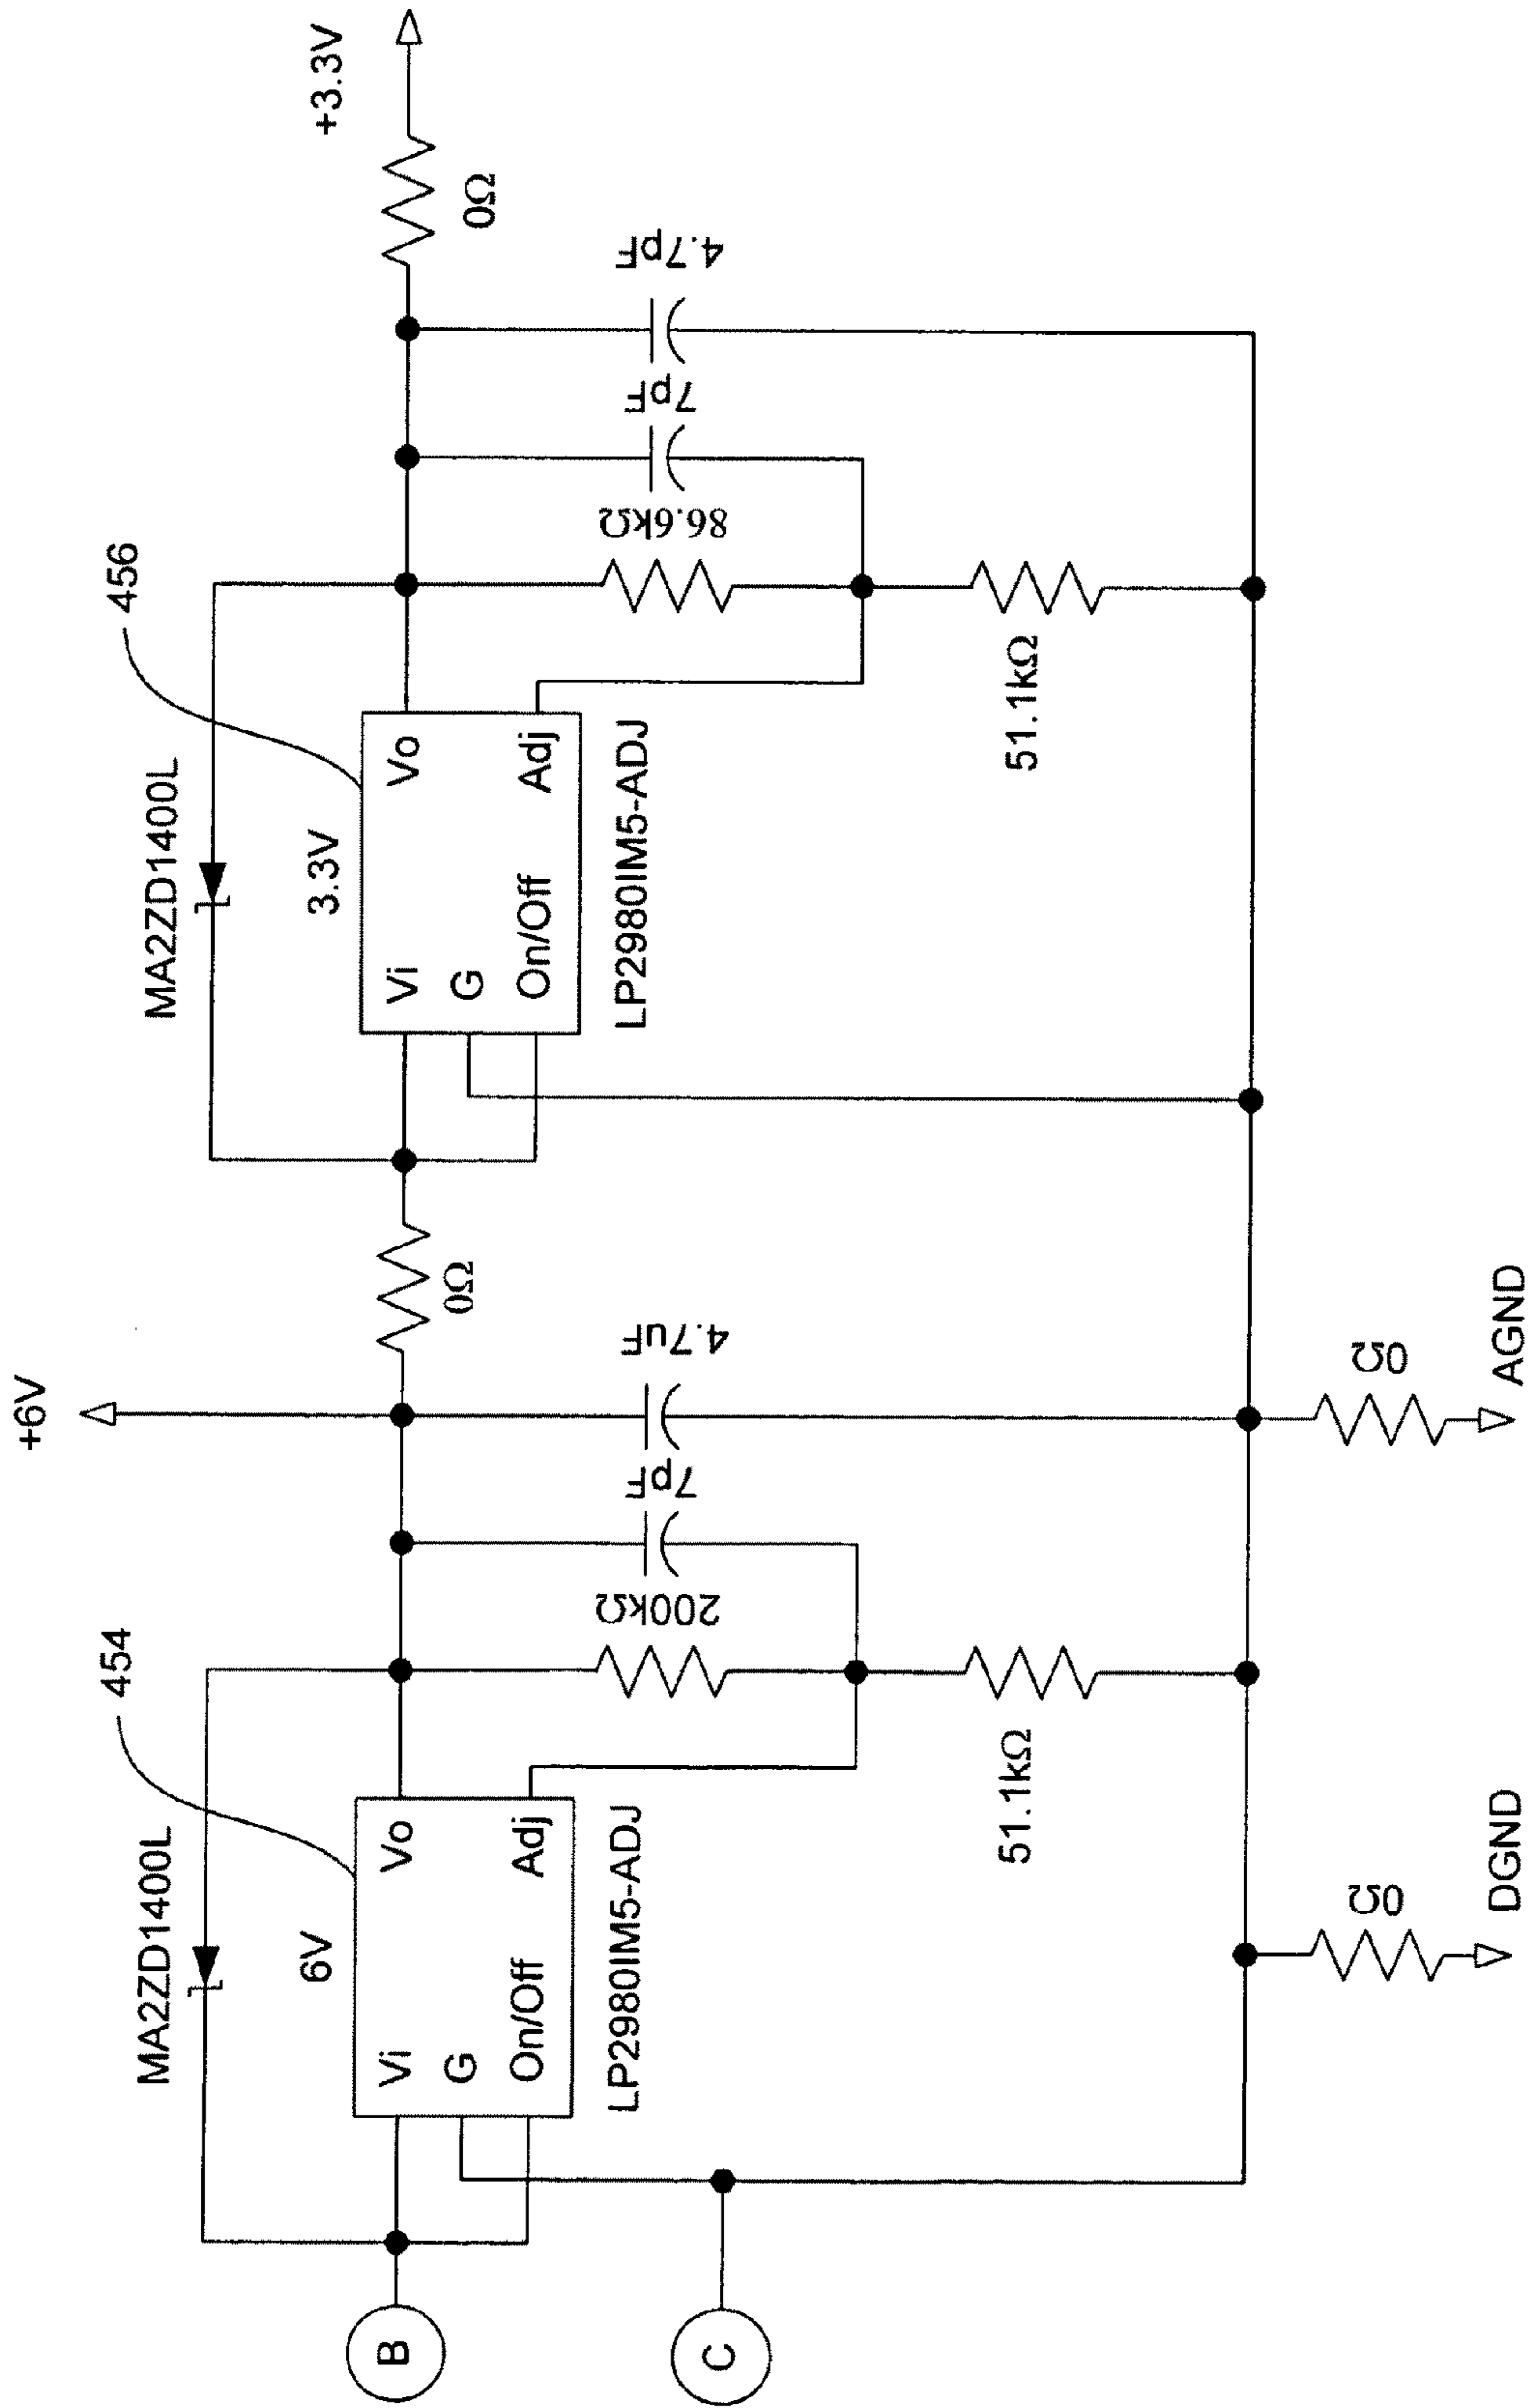 +6V
+3.3V
454
456
MA2ZD1400L
MA2ZD1400L
6V
3.3V
Vi
Vo
G
On/Off
Adj
LP2980IM5-ADJ
Vi
Vo
G
On/Off
Adj
LP2980IM5-ADJ
B
C
200kΩ
7pF
4.7uF
0Ω
86.6kΩ
7pF
4.7pF
0Ω
51.1kΩ
51.1kΩ
0Ω
0Ω
DGND
AGND